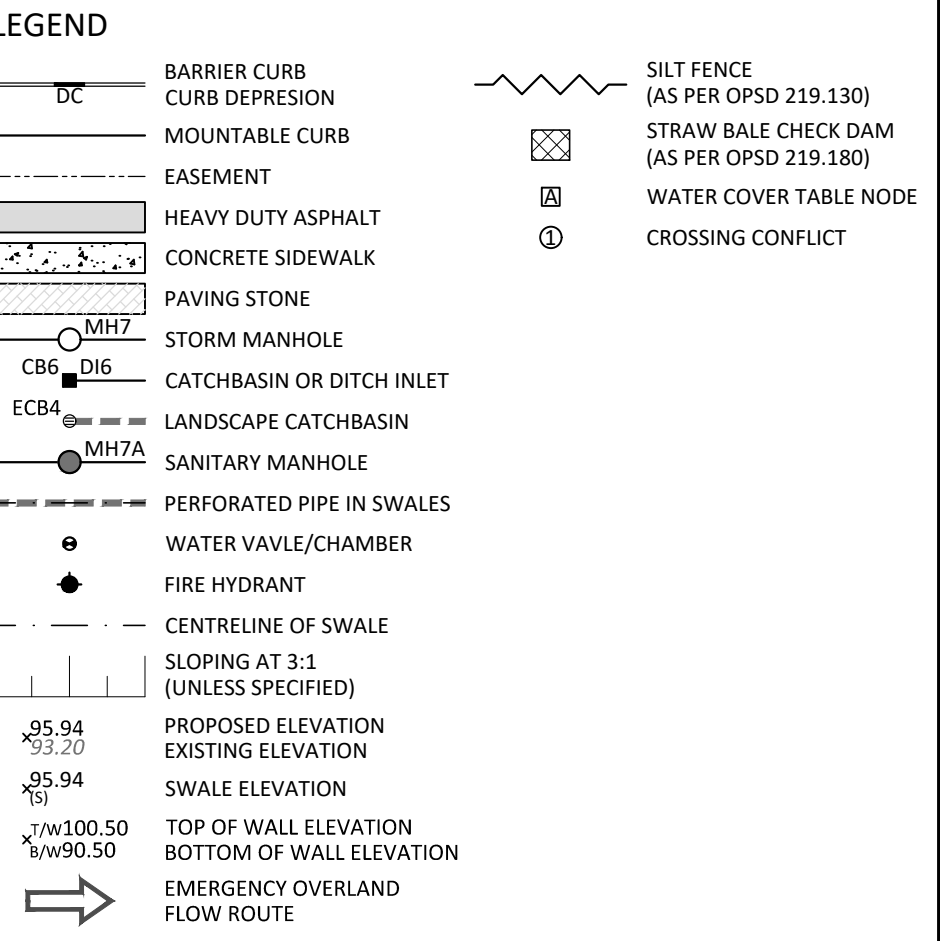 LEGEND
DC
BARRIER CURB
CURB DEPRESION
MOUNTABLE CURB
EASEMENT
HEAVY DUTY ASPHALT
CONCRETE SIDEWALK
PAVING STONE
MH7
STORM MANHOLE
CB6 DI6
CATCHBASIN OR DITCH INLET
ECB4
LANDSCAPE CATCHBASIN
MH7A
SANITARY MANHOLE
PERFORATED PIPE IN SWALES
WATER VAVLE/CHAMBER
FIRE HYDRANT
CENTRELINE OF SWALE
SLOPING AT 3:1
(UNLESS SPECIFIED)
×95.94
93.20
PROPOSED ELEVATION
EXISTING ELEVATION
×95.94
(S)
SWALE ELEVATION
×T/W100.50
B/W90.50
TOP OF WALL ELEVATION
BOTTOM OF WALL ELEVATION
EMERGENCY OVERLAND
FLOW ROUTE
SILT FENCE
(AS PER OPSD 219.130)
STRAW BALE CHECK DAM
(AS PER OPSD 219.180)
A
WATER COVER TABLE NODE
1
CROSSING CONFLICT